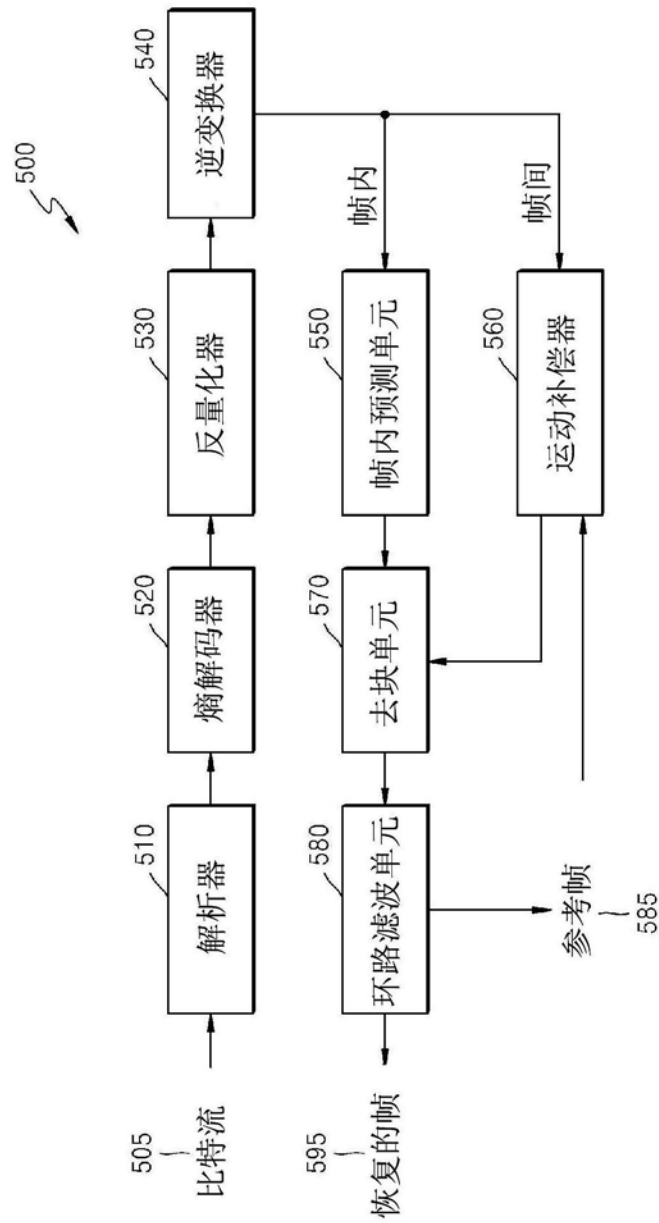 500
505
比特流
510
解析器
520
熵解码器
530
反量化器
540
逆变换器
帧内
帧间
550
帧内预测单元
560
运动补偿器
570
去块单元
580
环路滤波单元
参考帧
585
595
恢复的帧